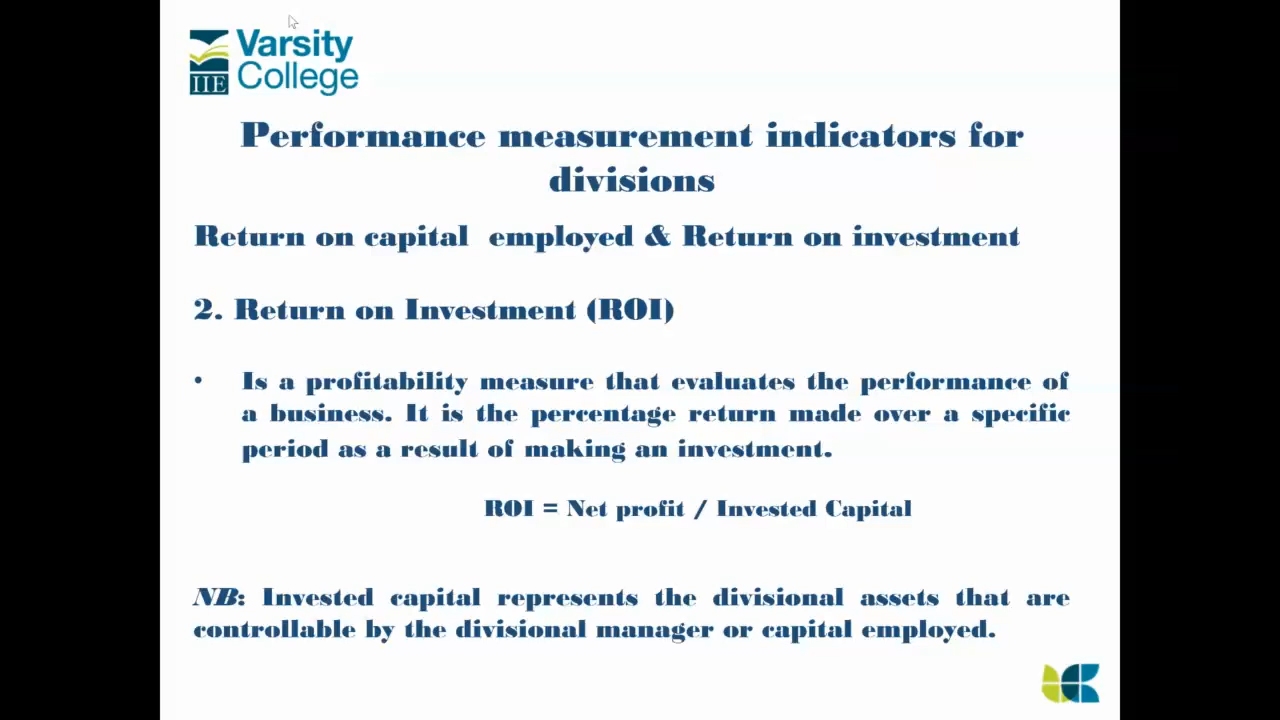 Varsity
College
IIE
Performance measurement indicators for
divisions
Return on capital employed & Return on investment
2. Return on Investment (ROI)
• Is a profitability measure that evaluates the performance of
a business. It is the percentage return made over a specific
period as a result of making an investment.
ROI = Net profit / Invested Capital
NB: Invested capital represents the divisional assets that are
controllable by the divisional manager or capital employed.